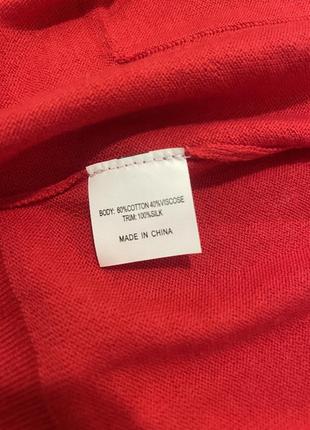 BODY: 60%COTTON 40%VISCOSE
TRIM: 100%SILK
MADE IN CHINA